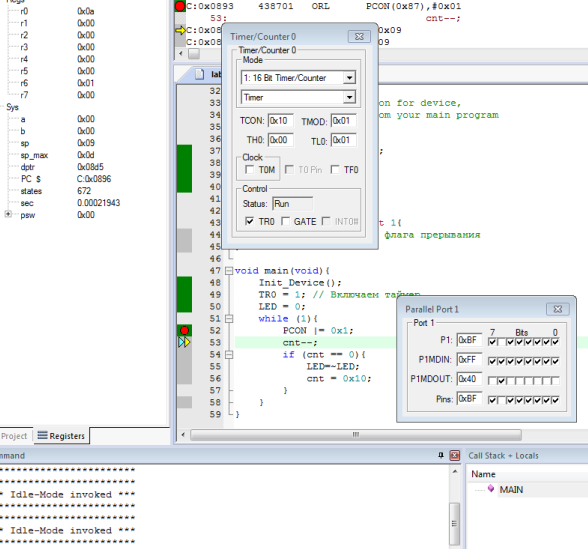 Regs
r0 0x0a
r1 0x00
r2 0x00
r3 0x00
r4 0x00
r5 0x00
r6 0x01
r7 0x00
Sys
a 0x00
b 0x00
sp 0x09
sp_max 0x0d
dptr 0x08d5
PC $ C:0x0896
states 672
sec 0.00021943
psw 0x00
Project Registers
C:0x0893 438701 ORL PCON(0x87),#0x01
53: cnt--;
C:0x08 0x09
C:0x08 09
lab
32
33 on for device,
34 om your main program
35
36
37 ;
38
39
40
41
42
43 t 1{
44 флага прерывания
45 }
46
47 void main(void){
48 Init_Device();
49 TR0 = 1; // Включаем таймер
50 LED = 0;
51 while (1){
52 PCON |= 0x1;
53 cnt--;
54 if (cnt == 0){
55 LED=~LED;
56 cnt = 0x10;
57 }
58 }
59 }
Timer/Counter 0
Timer/Counter 0
Mode
1: 16 Bit Timer/Counter
Timer
TCON: 0x10 TMOD: 0x01
TH0: 0x00 TL0: 0x01
Clock
T0M T0 Pin TF0
Control
Status: Run
TR0 GATE INT0#
Parallel Port 1
Port 1
7 Bits 0
P1: 0xBF
P1MDIN: 0xFF
P1MDOUT: 0x40
Pins: 0xBF
mmand
***********************
***********************
* Idle-Mode invoked ***
***********************
***********************
* Idle-Mode invoked ***
***********************
Call Stack + Locals
Name
MAIN